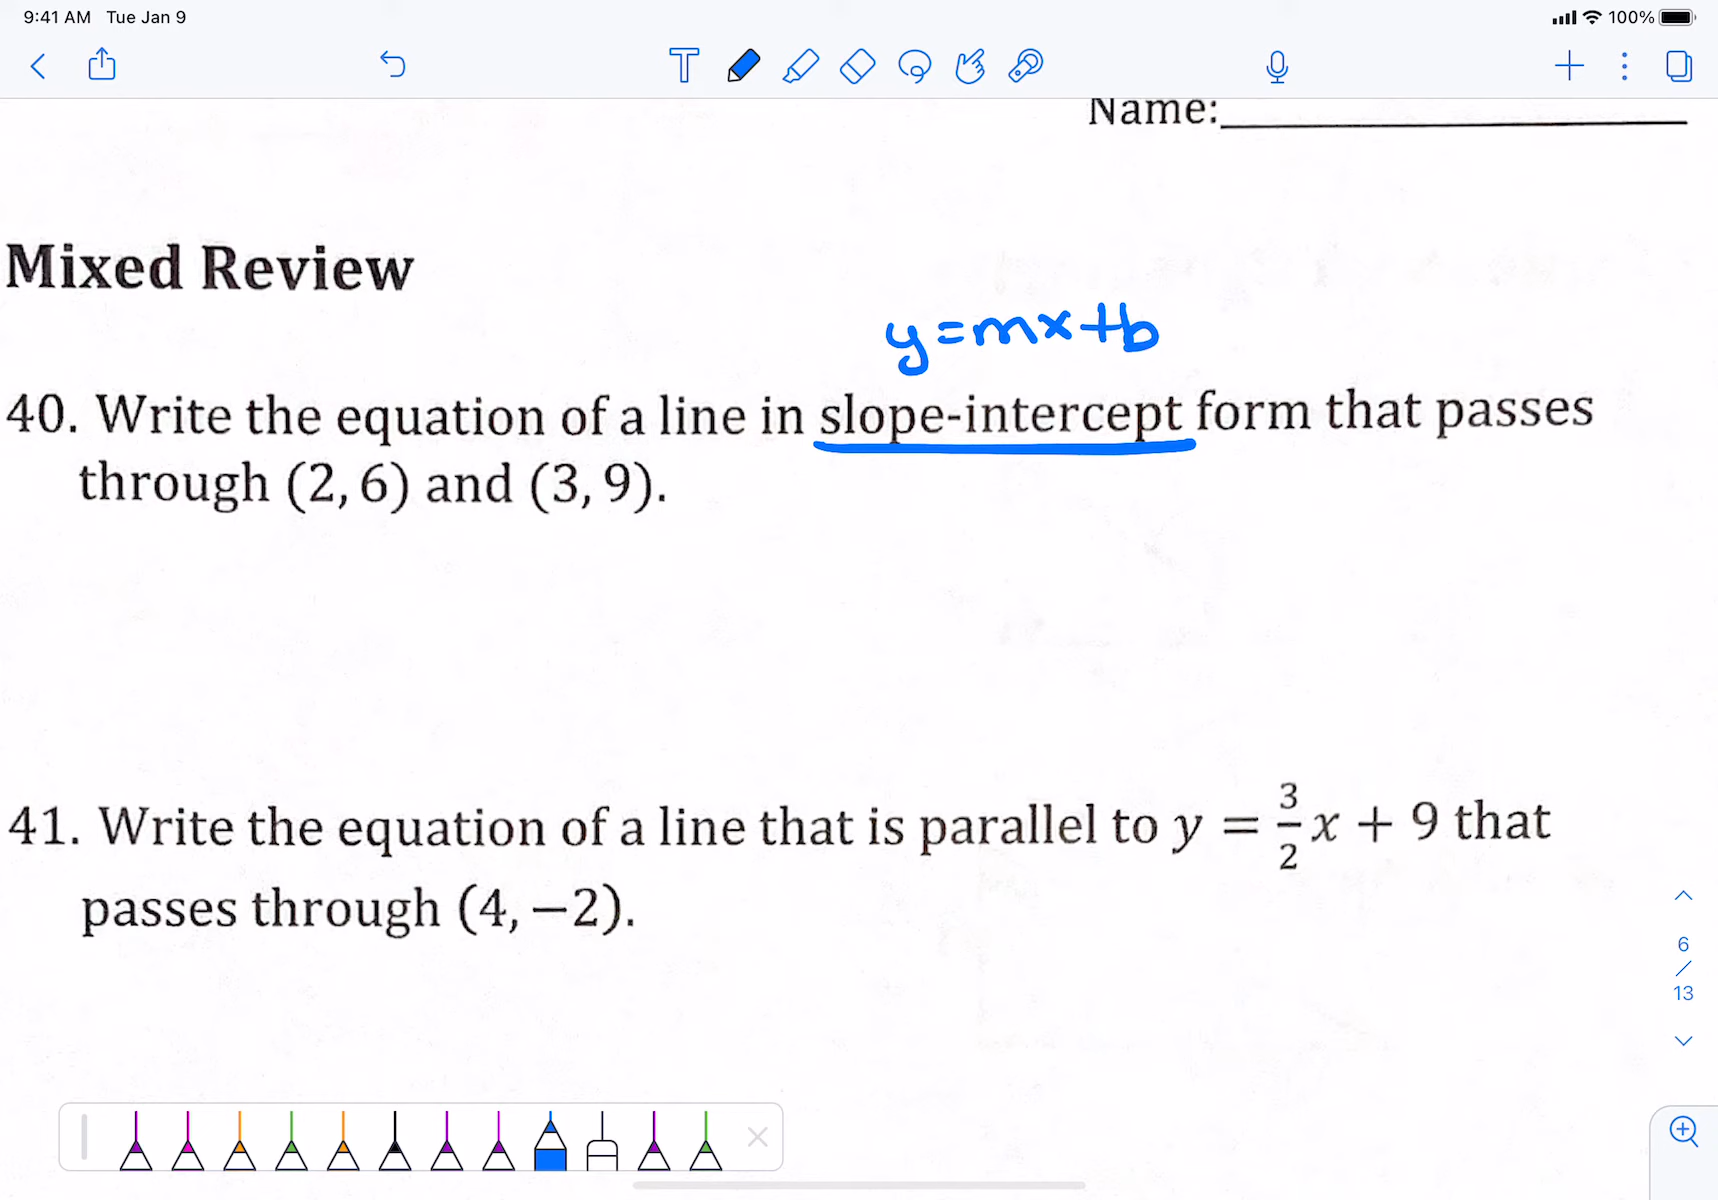 9:41 AM Tue Jan 9 100%
Name:
Mixed Review
y=mx+b
40. Write the equation of a line in slope-intercept form that passes
through (2, 6) and (3, 9).
41. Write the equation of a line that is parallel to y = 3/2 x + 9 that
passes through (4, −2).
6
/
13